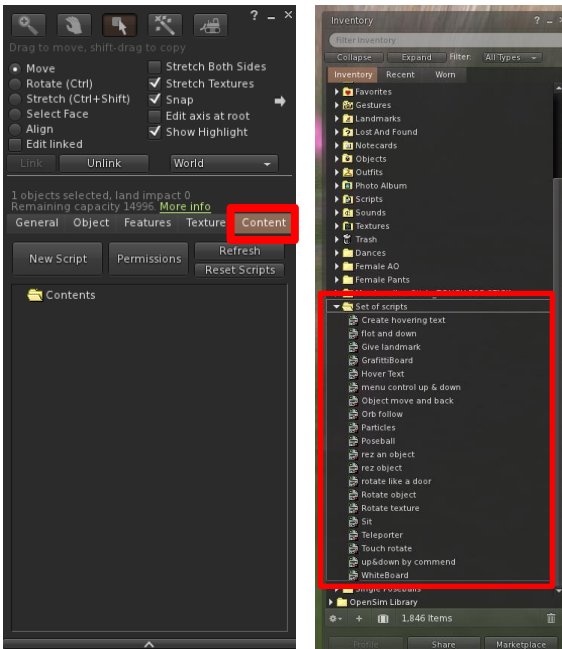 ? _ ×
Drag to move, shift-drag to copy
Move
Rotate (Ctrl)
Stretch (Ctrl+Shift)
Select Face
Align
Edit linked
Stretch Both Sides
Stretch Textures
Snap
Edit axis at root
Show Highlight
Link Unlink World
1 objects selected, land impact 0
Remaining capacity 14996. More info
General Object Features Texture Content
New Script Permissions Refresh
Reset Scripts
Contents
Inventory ? _ ×
Filter Inventory
Collapse Expand Filter: All Types
Inventory Recent Worn
Favorites
Gestures
Landmarks
Lost And Found
Notecards
Objects
Outfits
Photo Album
Scripts
Sounds
Textures
Trash
Dances
Female AO
Female Pants
Set of scripts
Create hovering text
flot and down
Give landmark
GrafittiBoard
Hover Text
menu control up & down
Object move and back
Orb follow
Particles
Poseball
rez an object
rez object
rotate like a door
Rotate object
Rotate texture
Sit
Teleporter
Touch rotate
up&down by commend
WhiteBoard
Single Poseballs
OpenSim Library
1,846 Items
Profile Share Marketplace